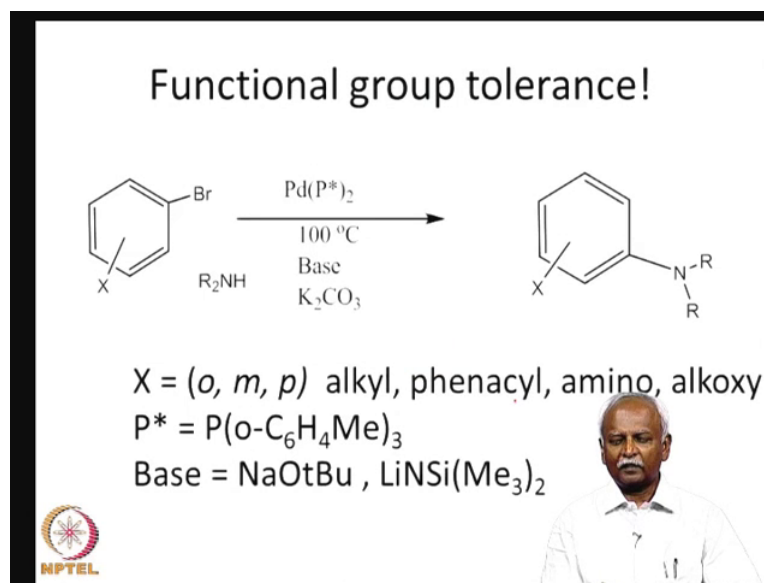 Functional group tolerance!
Br
X
R₂NH
Pd(P*)₂
100 ºC
Base
K₂CO₃
X
N-R
R
X = (o, m, p) alkyl, phenacyl, amino, alkoxy
P* = P(o-C₆H₄Me)₃
Base = NaOtBu , LiNSi(Me₃)₂
NPTEL